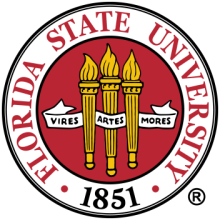 FLORIDA STATE UNIVERSITY
VIRES ARTES MORES
· 1851 ·
®